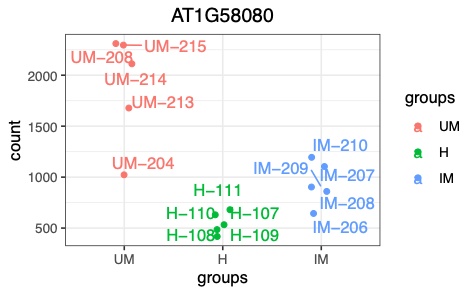 AT1G58080
count
2000
1500
1000
500
UM−215
UM−208
UM−214
UM−213
UM−204
H−111
H−110
H−107
H−108
H−109
IM−210
IM−209
IM−207
IM−208
IM−206
UM
H
IM
groups
groups
a UM
a H
a IM